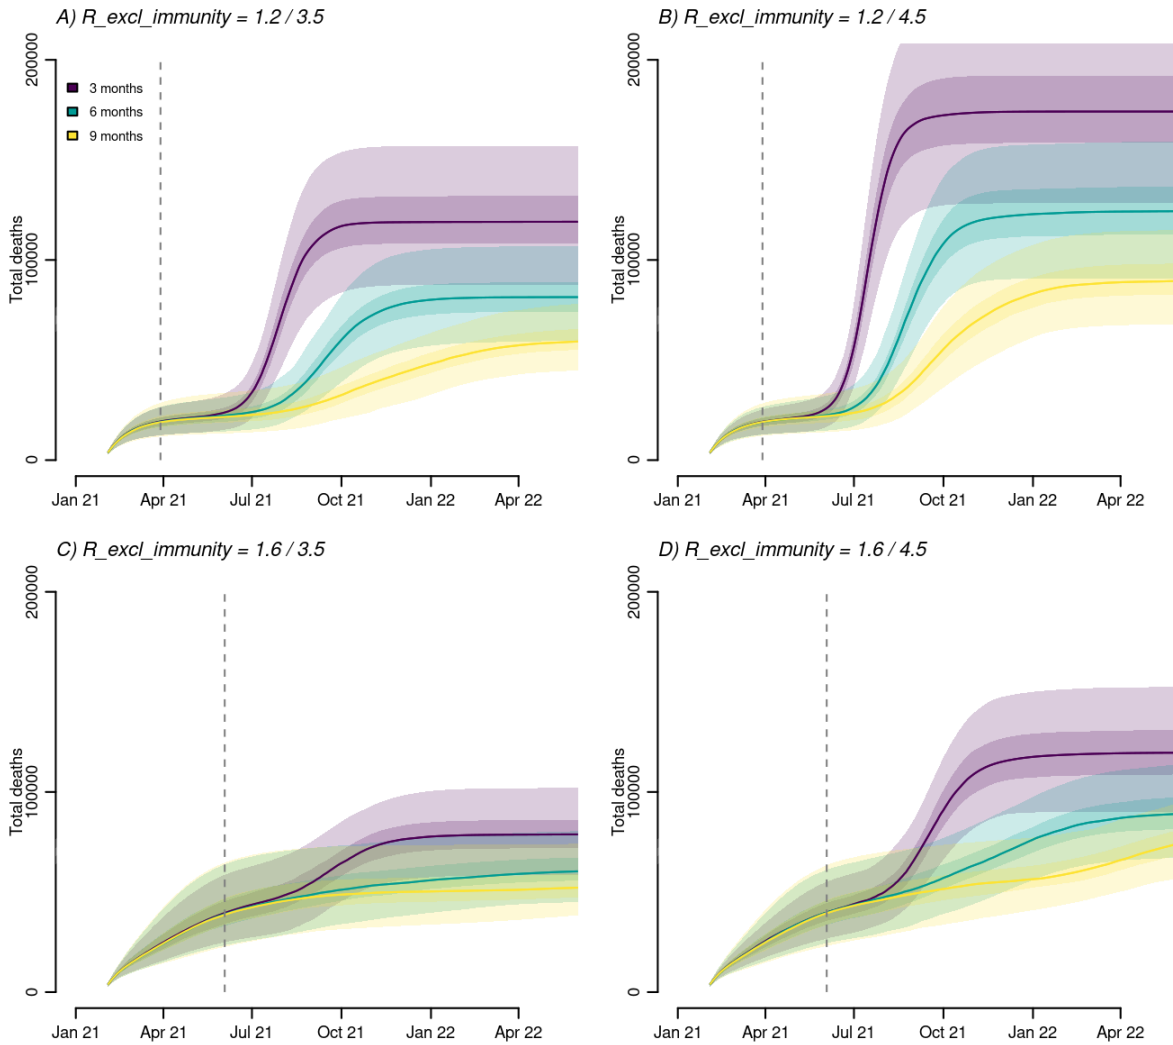 A) R_excl_immunity = 1.2 / 3.5
200000
3 months
6 months
9 months
Total deaths
100000
0
Jan 21 Apr 21 Jul 21 Oct 21 Jan 22 Apr 22
B) R_excl_immunity = 1.2 / 4.5
200000
Total deaths
100000
0
Jan 21 Apr 21 Jul 21 Oct 21 Jan 22 Apr 22
C) R_excl_immunity = 1.6 / 3.5
200000
Total deaths
100000
0
Jan 21 Apr 21 Jul 21 Oct 21 Jan 22 Apr 22
D) R_excl_immunity = 1.6 / 4.5
200000
Total deaths
100000
0
Jan 21 Apr 21 Jul 21 Oct 21 Jan 22 Apr 22